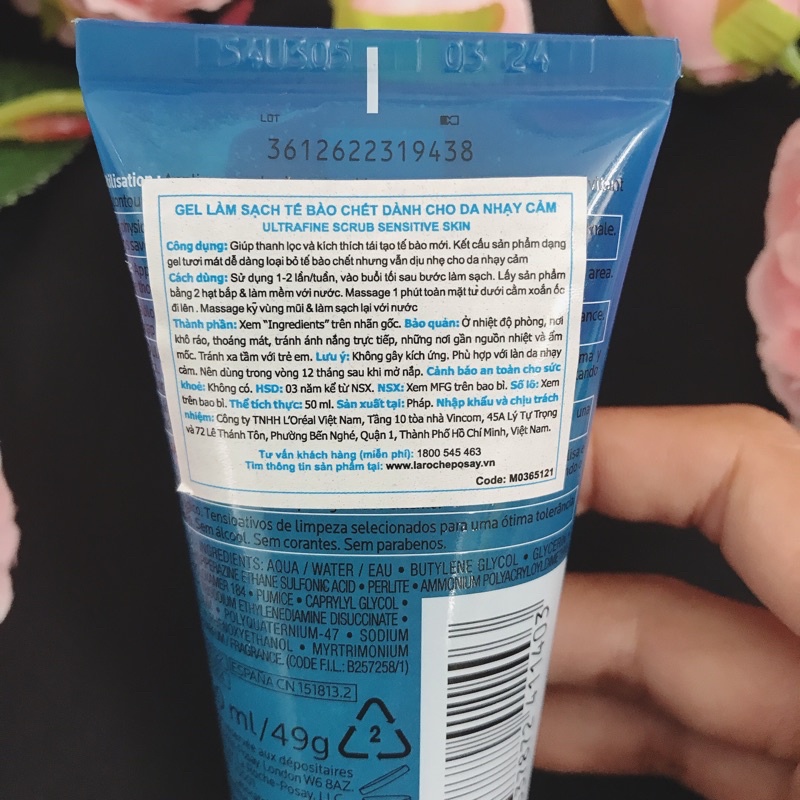 54U305 03 24
LOT
3612622319438
GEL LÀM SẠCH TẾ BÀO CHẾT DÀNH CHO DA NHẠY CẢM
ULTRAFINE SCRUB SENSITIVE SKIN
Công dụng: Giúp thanh lọc và kích thích tái tạo tế bào mới. Kết cấu sản phẩm dạng
gel tươi mát dễ dàng loại bỏ tế bào chết nhưng vẫn dịu nhẹ cho da nhạy cảm
Cách dùng: Sử dụng 1-2 lần/tuần, vào buổi tối sau bước làm sạch. Lấy sản phẩm
bằng 2 hạt bắp & làm mềm với nước. Massage 1 phút toàn mặt từ dưới cằm xoắn ốc
đi lên. Massage kỹ vùng mũi & làm sạch lại với nước
Thành phần: Xem "Ingredients" trên nhãn gốc. Bảo quản: Ở nhiệt độ phòng, nơi
khô ráo, thoáng mát, tránh ánh nắng trực tiếp, những nơi gần nguồn nhiệt và ẩm
mốc. Tránh xa tầm với trẻ em. Lưu ý: Không gây kích ứng. Phù hợp với làn da nhạy
cảm. Nên dùng trong vòng 12 tháng sau khi mở nắp. Cảnh báo an toàn cho sức
khoẻ: Không có. HSD: 03 năm kể từ NSX. NSX: Xem MFG trên bao bì. Số lô: Xem
trên bao bì. Thể tích thực: 50 ml. Sản xuất tại: Pháp. Nhập khẩu và chịu trách
nhiệm: Công ty TNHH L'Oréal Việt Nam, Tầng 10 tòa nhà Vincom, 45A Lý Tự Trọng
và 72 Lê Thánh Tôn, Phường Bến Nghé, Quận 1, Thành Phố Hồ Chí Minh, Việt Nam.
Tư vấn khách hàng (miễn phí): 1800 545 463
Tìm thông tin sản phẩm tại: www.larocheposay.vn
Code: M0365121
Tensioativos de limpeza selecionados para uma ótima tolerância
Sem álcool. Sem corantes. Sem parabenos.
INGREDIENTS: AQUA / WATER / EAU • BUTYLENE GLYCOL •
ETHANE SULFONIC ACID • PERLITE • AMMONIUM
184 • PUMICE • CAPRYLYL GLYCOL •
ETHYLENEDIAMINE DISUCCINATE •
POLYQUATERNIUM-47 • SODIUM
• MYRTRIMONIUM
FRAGRANCE. (CODE F.I.L.: B257258/1)
ESPAÑA CN 151813.2
ml/49g
2
aux dépositaires
London W6 8AZ.